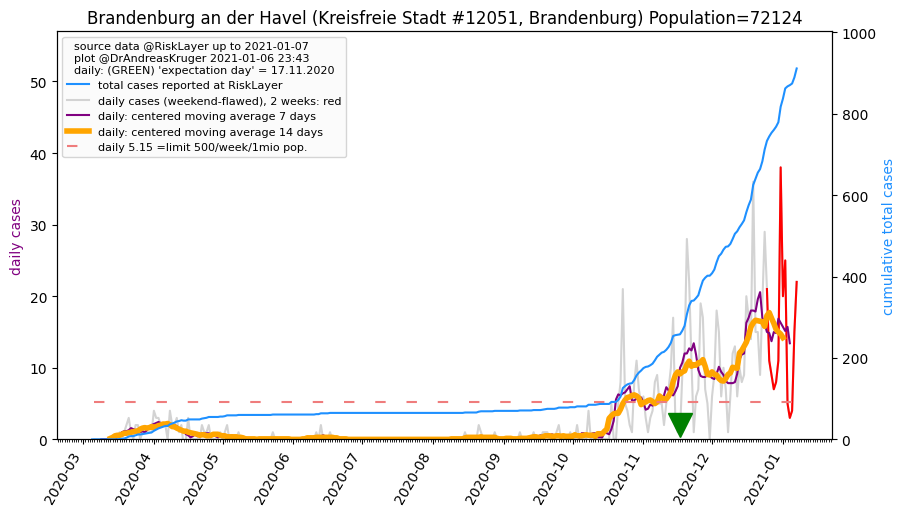 Brandenburg an der Havel (Kreisfreie Stadt #12051, Brandenburg) Population=72124
source data @RiskLayer up to 2021-01-07
plot @DrAndreasKruger 2021-01-06 23:43
daily: (GREEN) 'expectation day' = 17.11.2020
total cases reported at RiskLayer
daily cases (weekend-flawed), 2 weeks: red
daily: centered moving average 7 days
daily: centered moving average 14 days
daily 5.15 =limit 500/week/1mio pop.
daily cases
50
40
30
20
10
0
cumulative total cases
1000
800
600
400
200
0
2020-03
2020-04
2020-05
2020-06
2020-07
2020-08
2020-09
2020-10
2020-11
2020-12
2021-01